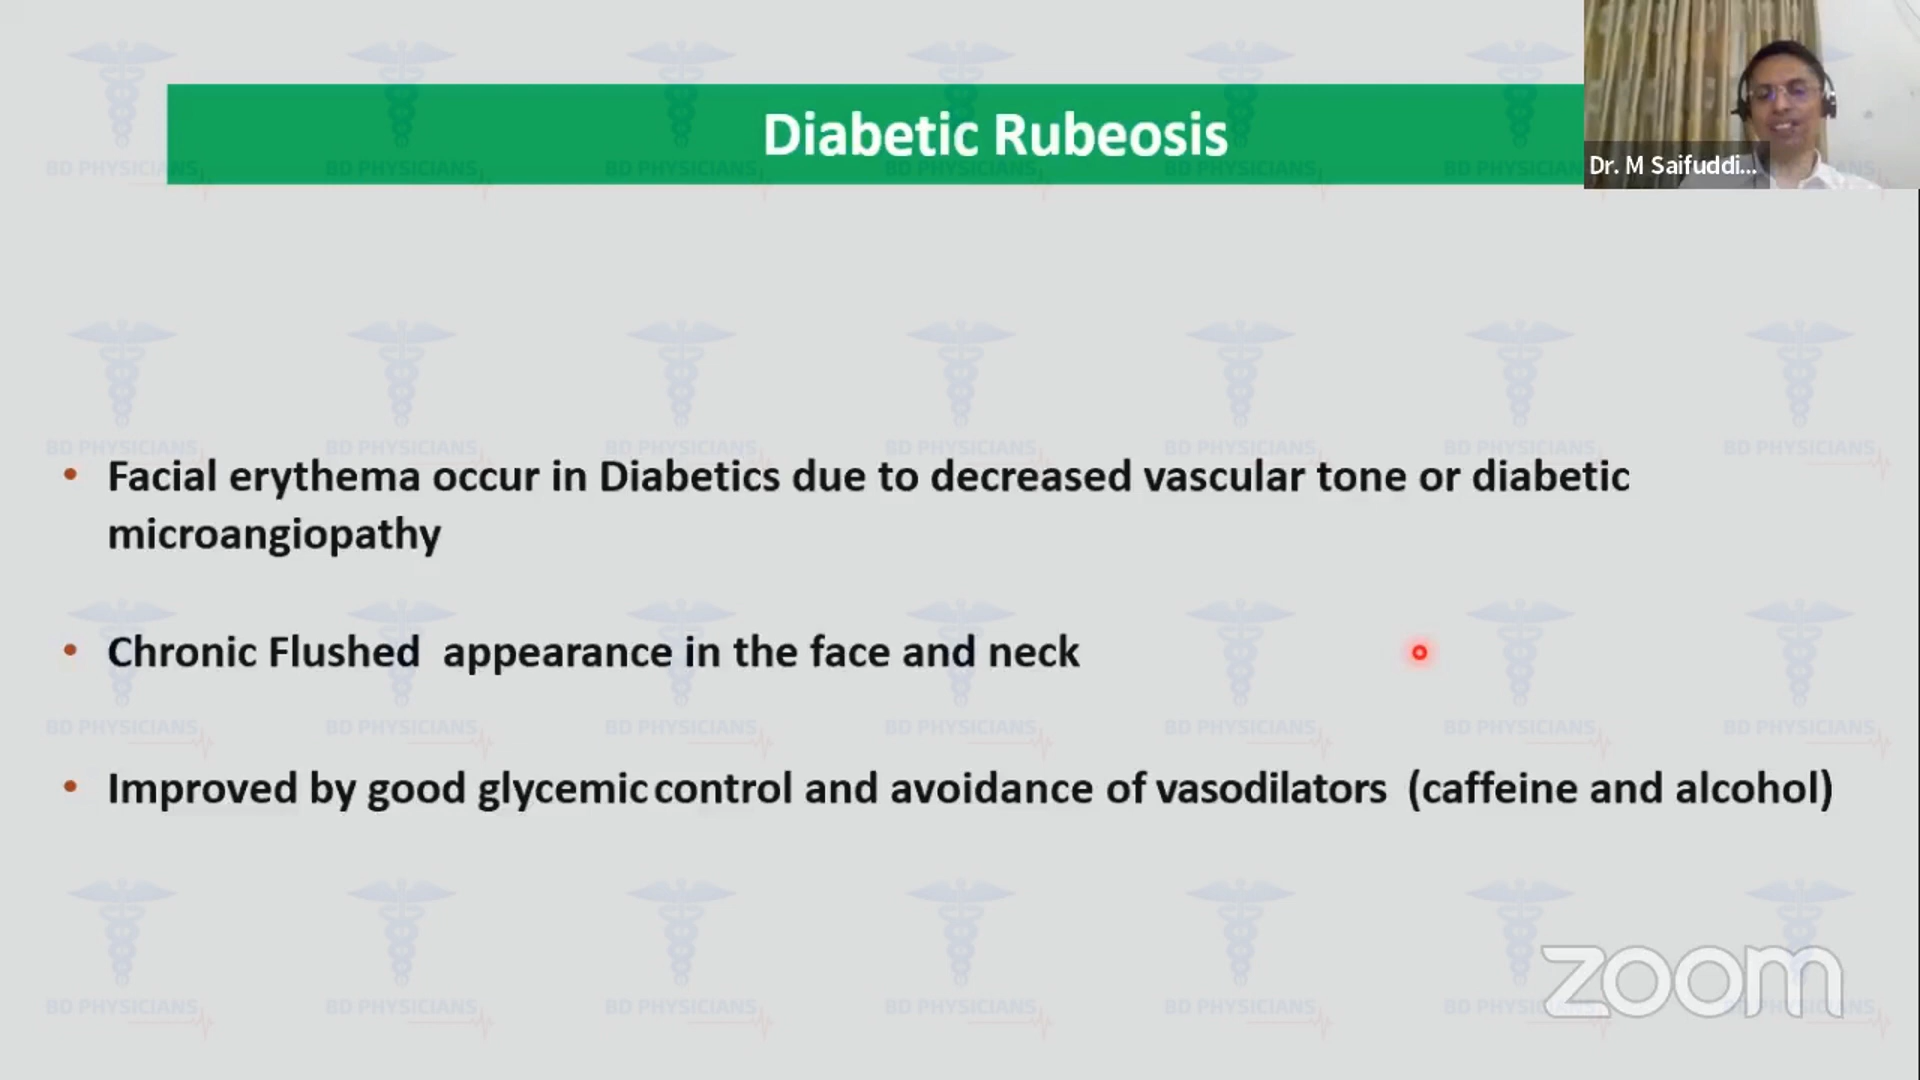 Diabetic Rubeosis
Dr. M Saifuddi...
• Facial erythema occur in Diabetics due to decreased vascular tone or diabetic
microangiopathy
• Chronic Flushed appearance in the face and neck
• Improved by good glycemic control and avoidance of vasodilators (caffeine and alcohol)
zoom
BD PHYSICIANS